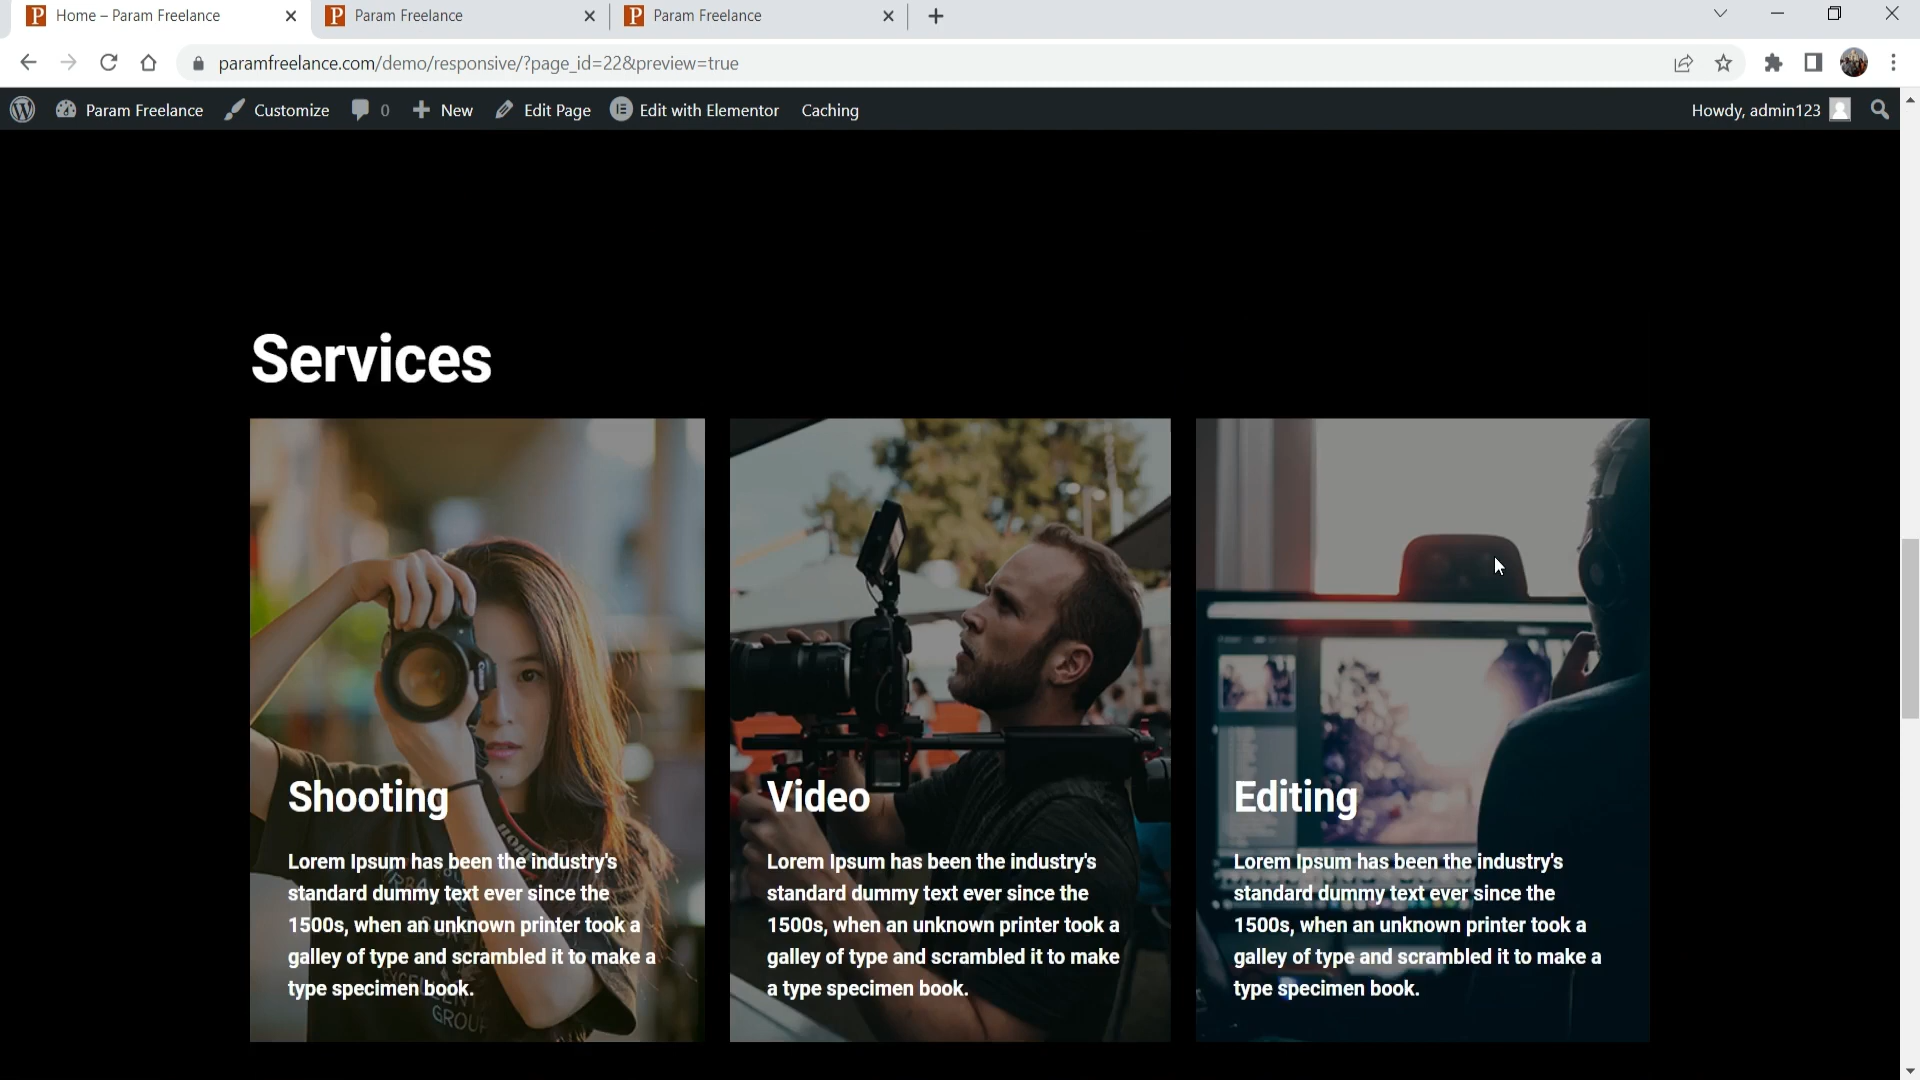 Home – Param Freelance
Param Freelance
Param Freelance
paramfreelance.com/demo/responsive/?page_id=22&preview=true
Param Freelance Customize 0 New Edit Page Edit with Elementor Caching Howdy, admin123
Services
Shooting
Lorem Ipsum has been the industry's
standard dummy text ever since the
1500s, when an unknown printer took a
galley of type and scrambled it to make a
type specimen book.
Video
Lorem Ipsum has been the industry's
standard dummy text ever since the
1500s, when an unknown printer took a
galley of type and scrambled it to make
a type specimen book.
Editing
Lorem Ipsum has been the industry's
standard dummy text ever since the
1500s, when an unknown printer took a
galley of type and scrambled it to make a
type specimen book.